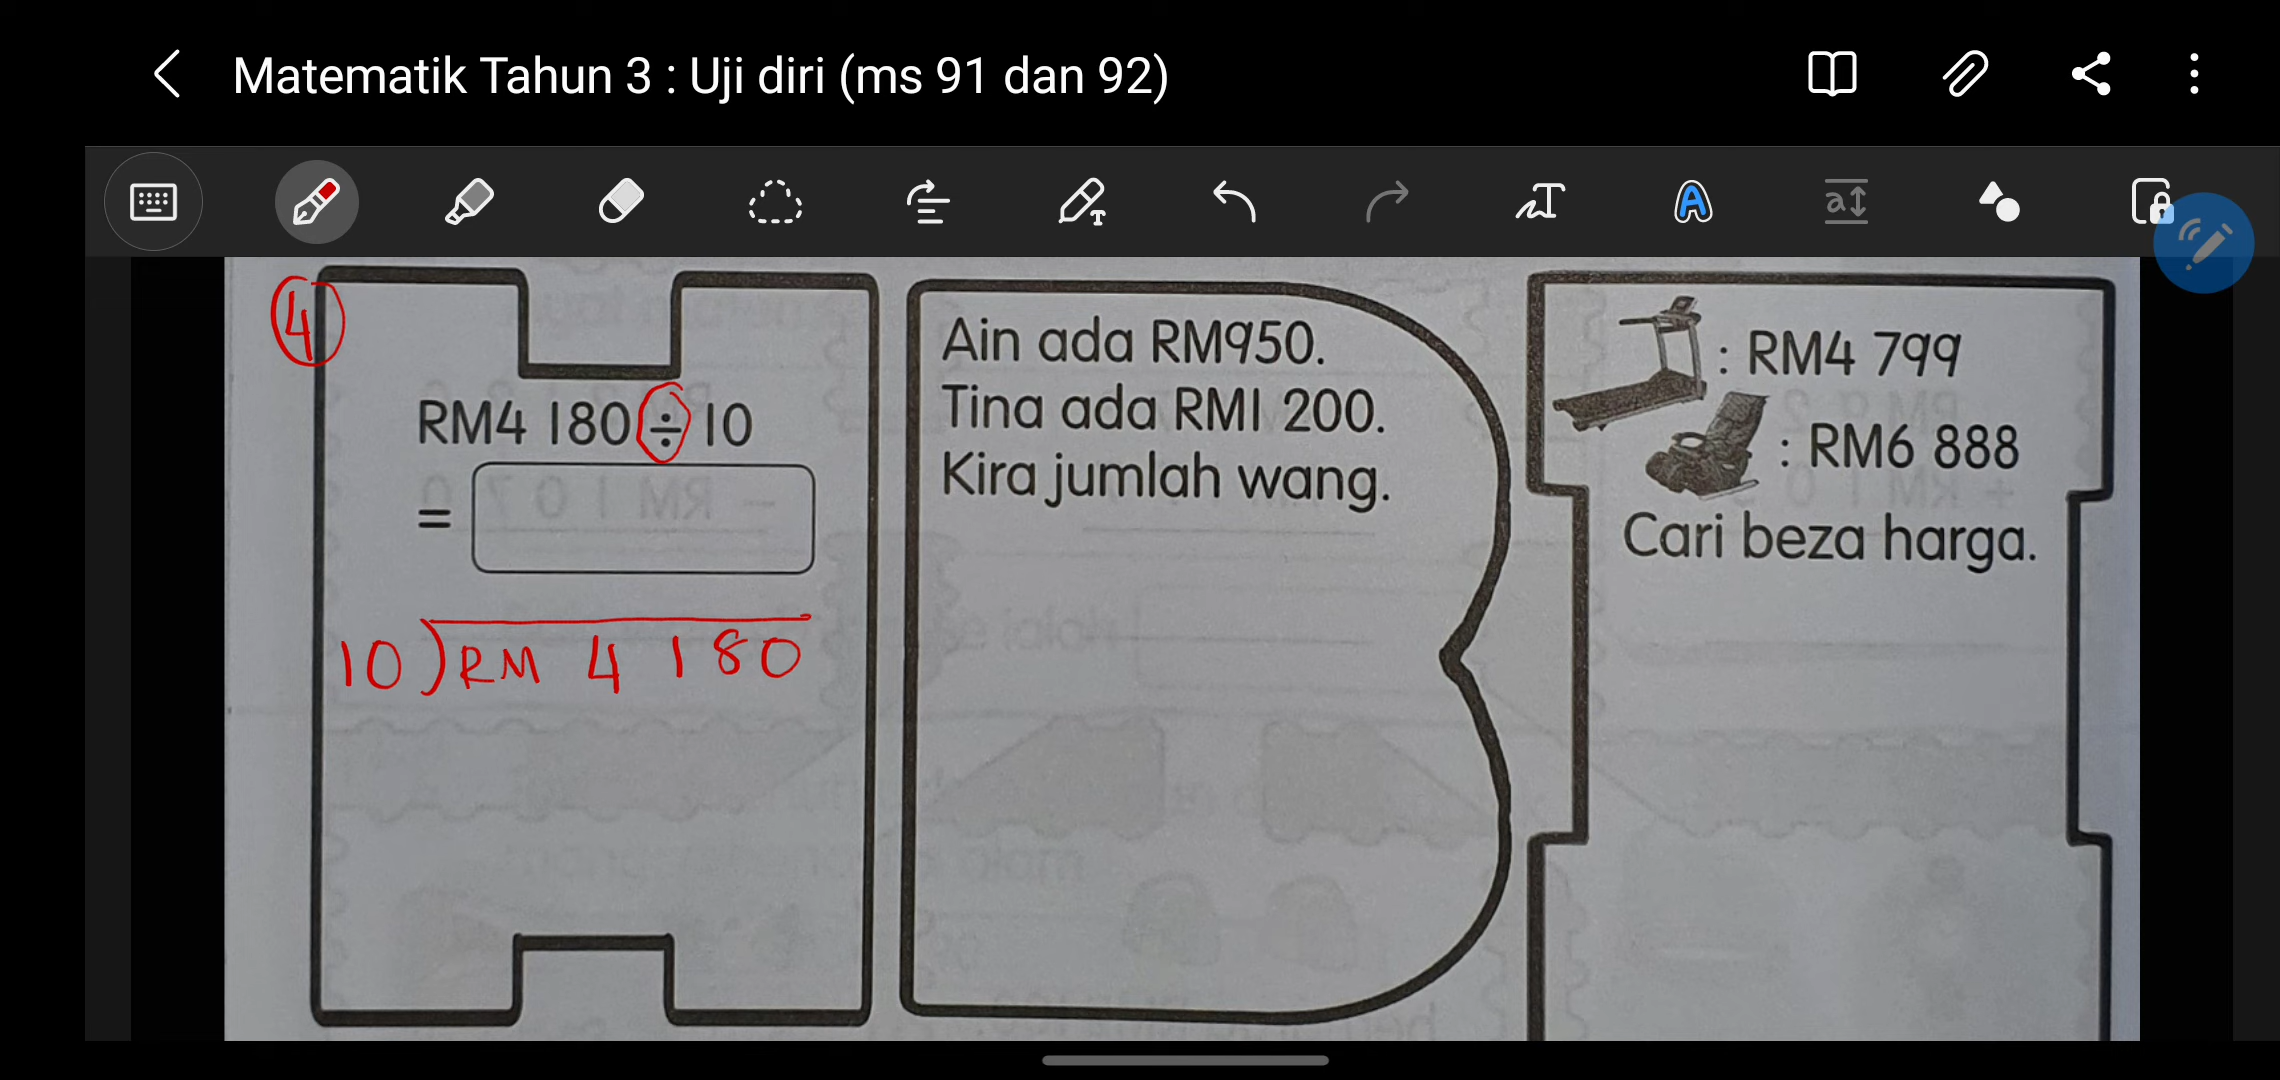 Matematik Tahun 3 : Uji diri (ms 91 dan 92)
4
RM4 180 ÷ 10
=
10)RM 4 180
Ain ada RM950.
Tina ada RM1 200.
Kira jumlah wang.
: RM4 799
: RM6 888
Cari beza harga.